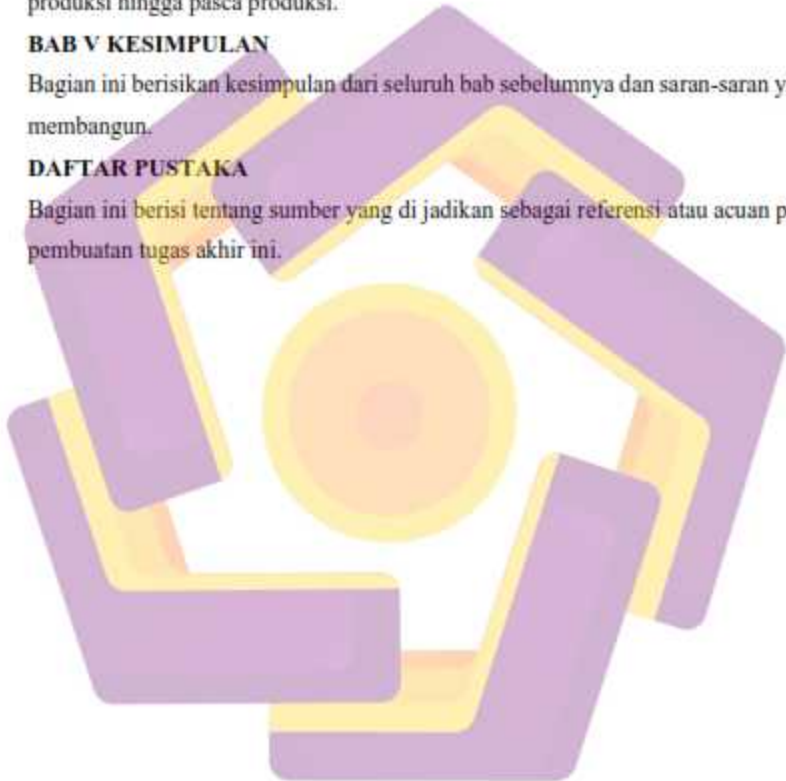 produksi hingga pasca produksi.
BAB V KESIMPULAN
Bagian ini berisikan kesimpulan dari seluruh bab sebelumnya dan saran-saran y
membangun.
DAFTAR PUSTAKA
Bagian ini berisi tentang sumber yang di jadikan sebagai referensi atau acuan p
pembuatan tugas akhir ini.